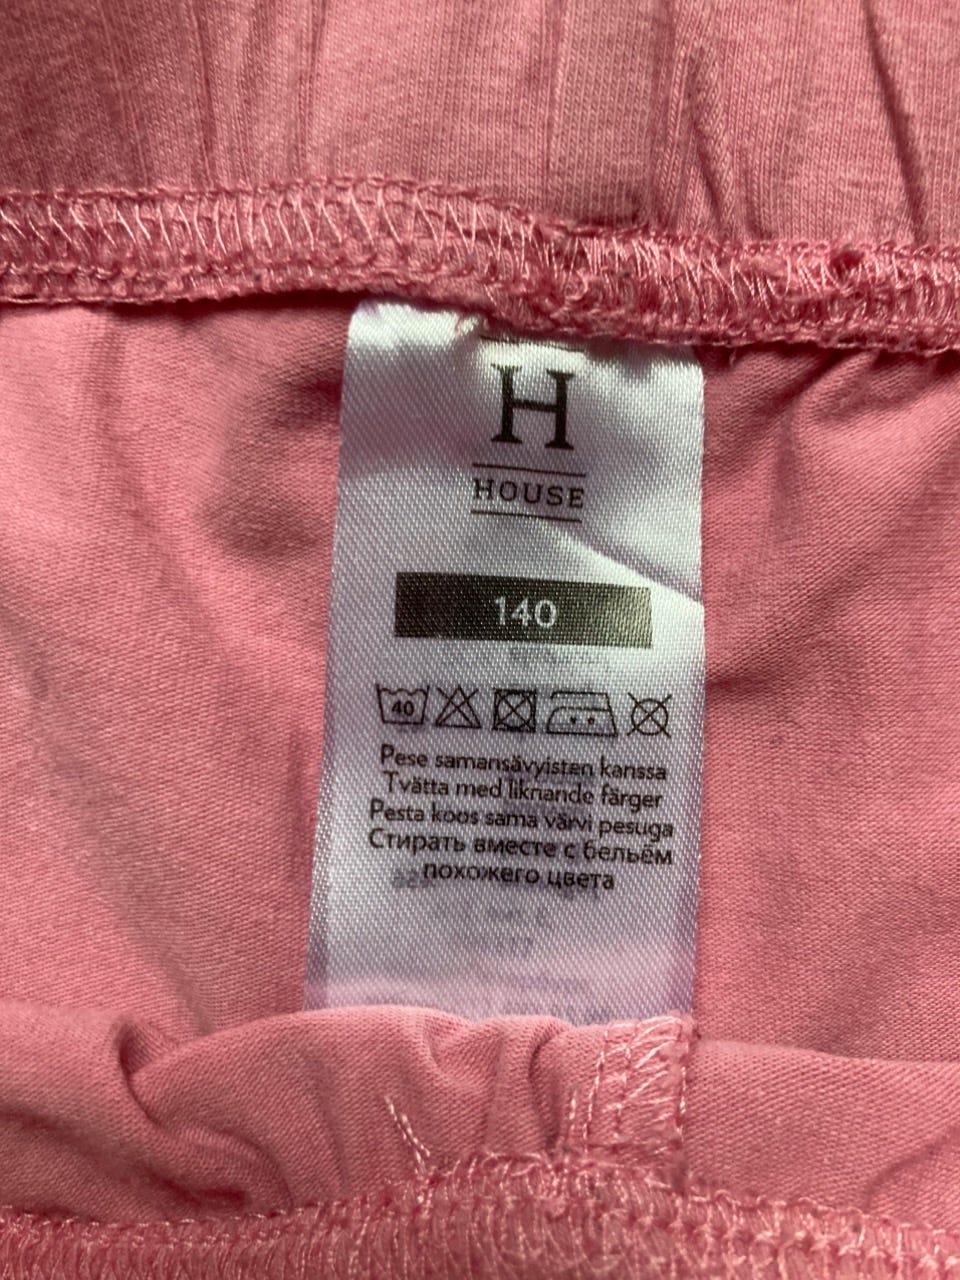 H
HOUSE
140
40
Pese samansävyisten kanssa
Tvätta med liknande färger
Pesta koos sama värvi pesuga
Стирать вместе с бельём
похожего цвета